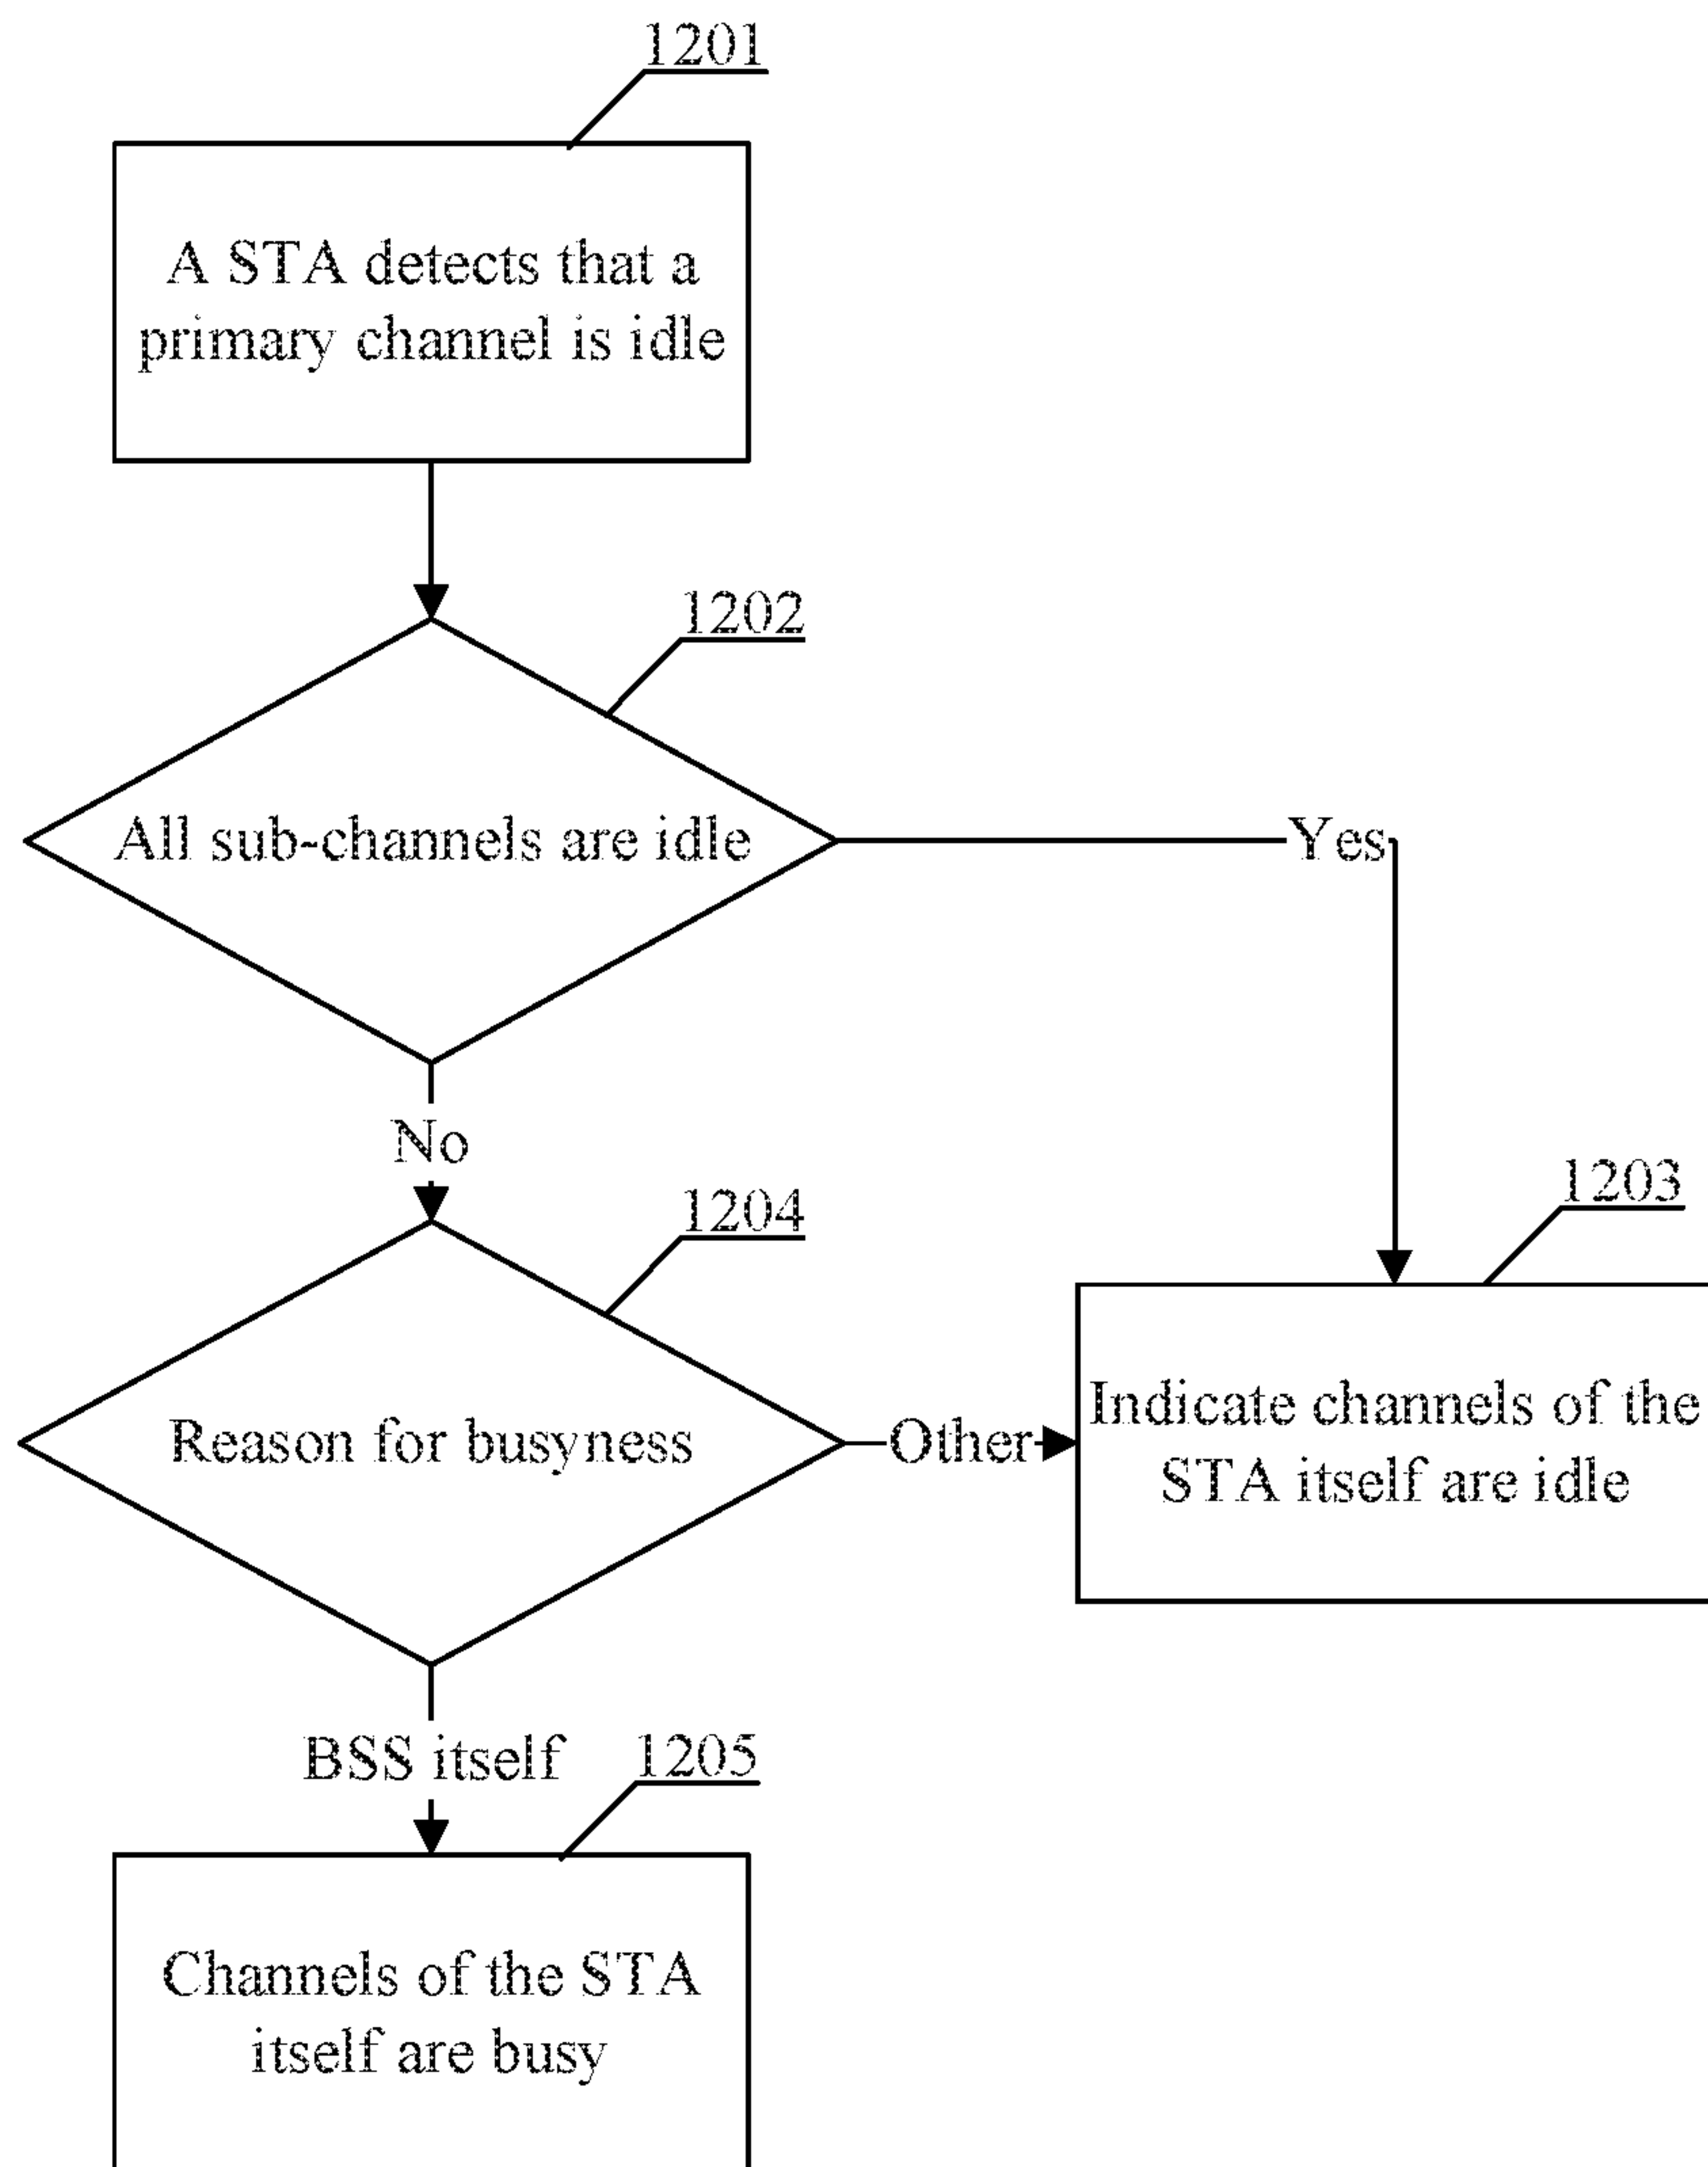 1201
A STA detects that a
primary channel is idle
1202
All sub-channels are idle
Yes
No
1204
1203
Reason for busyness
Other
Indicate channels of the
STA itself are idle
BSS itself
1205
Channels of the STA
itself are busy